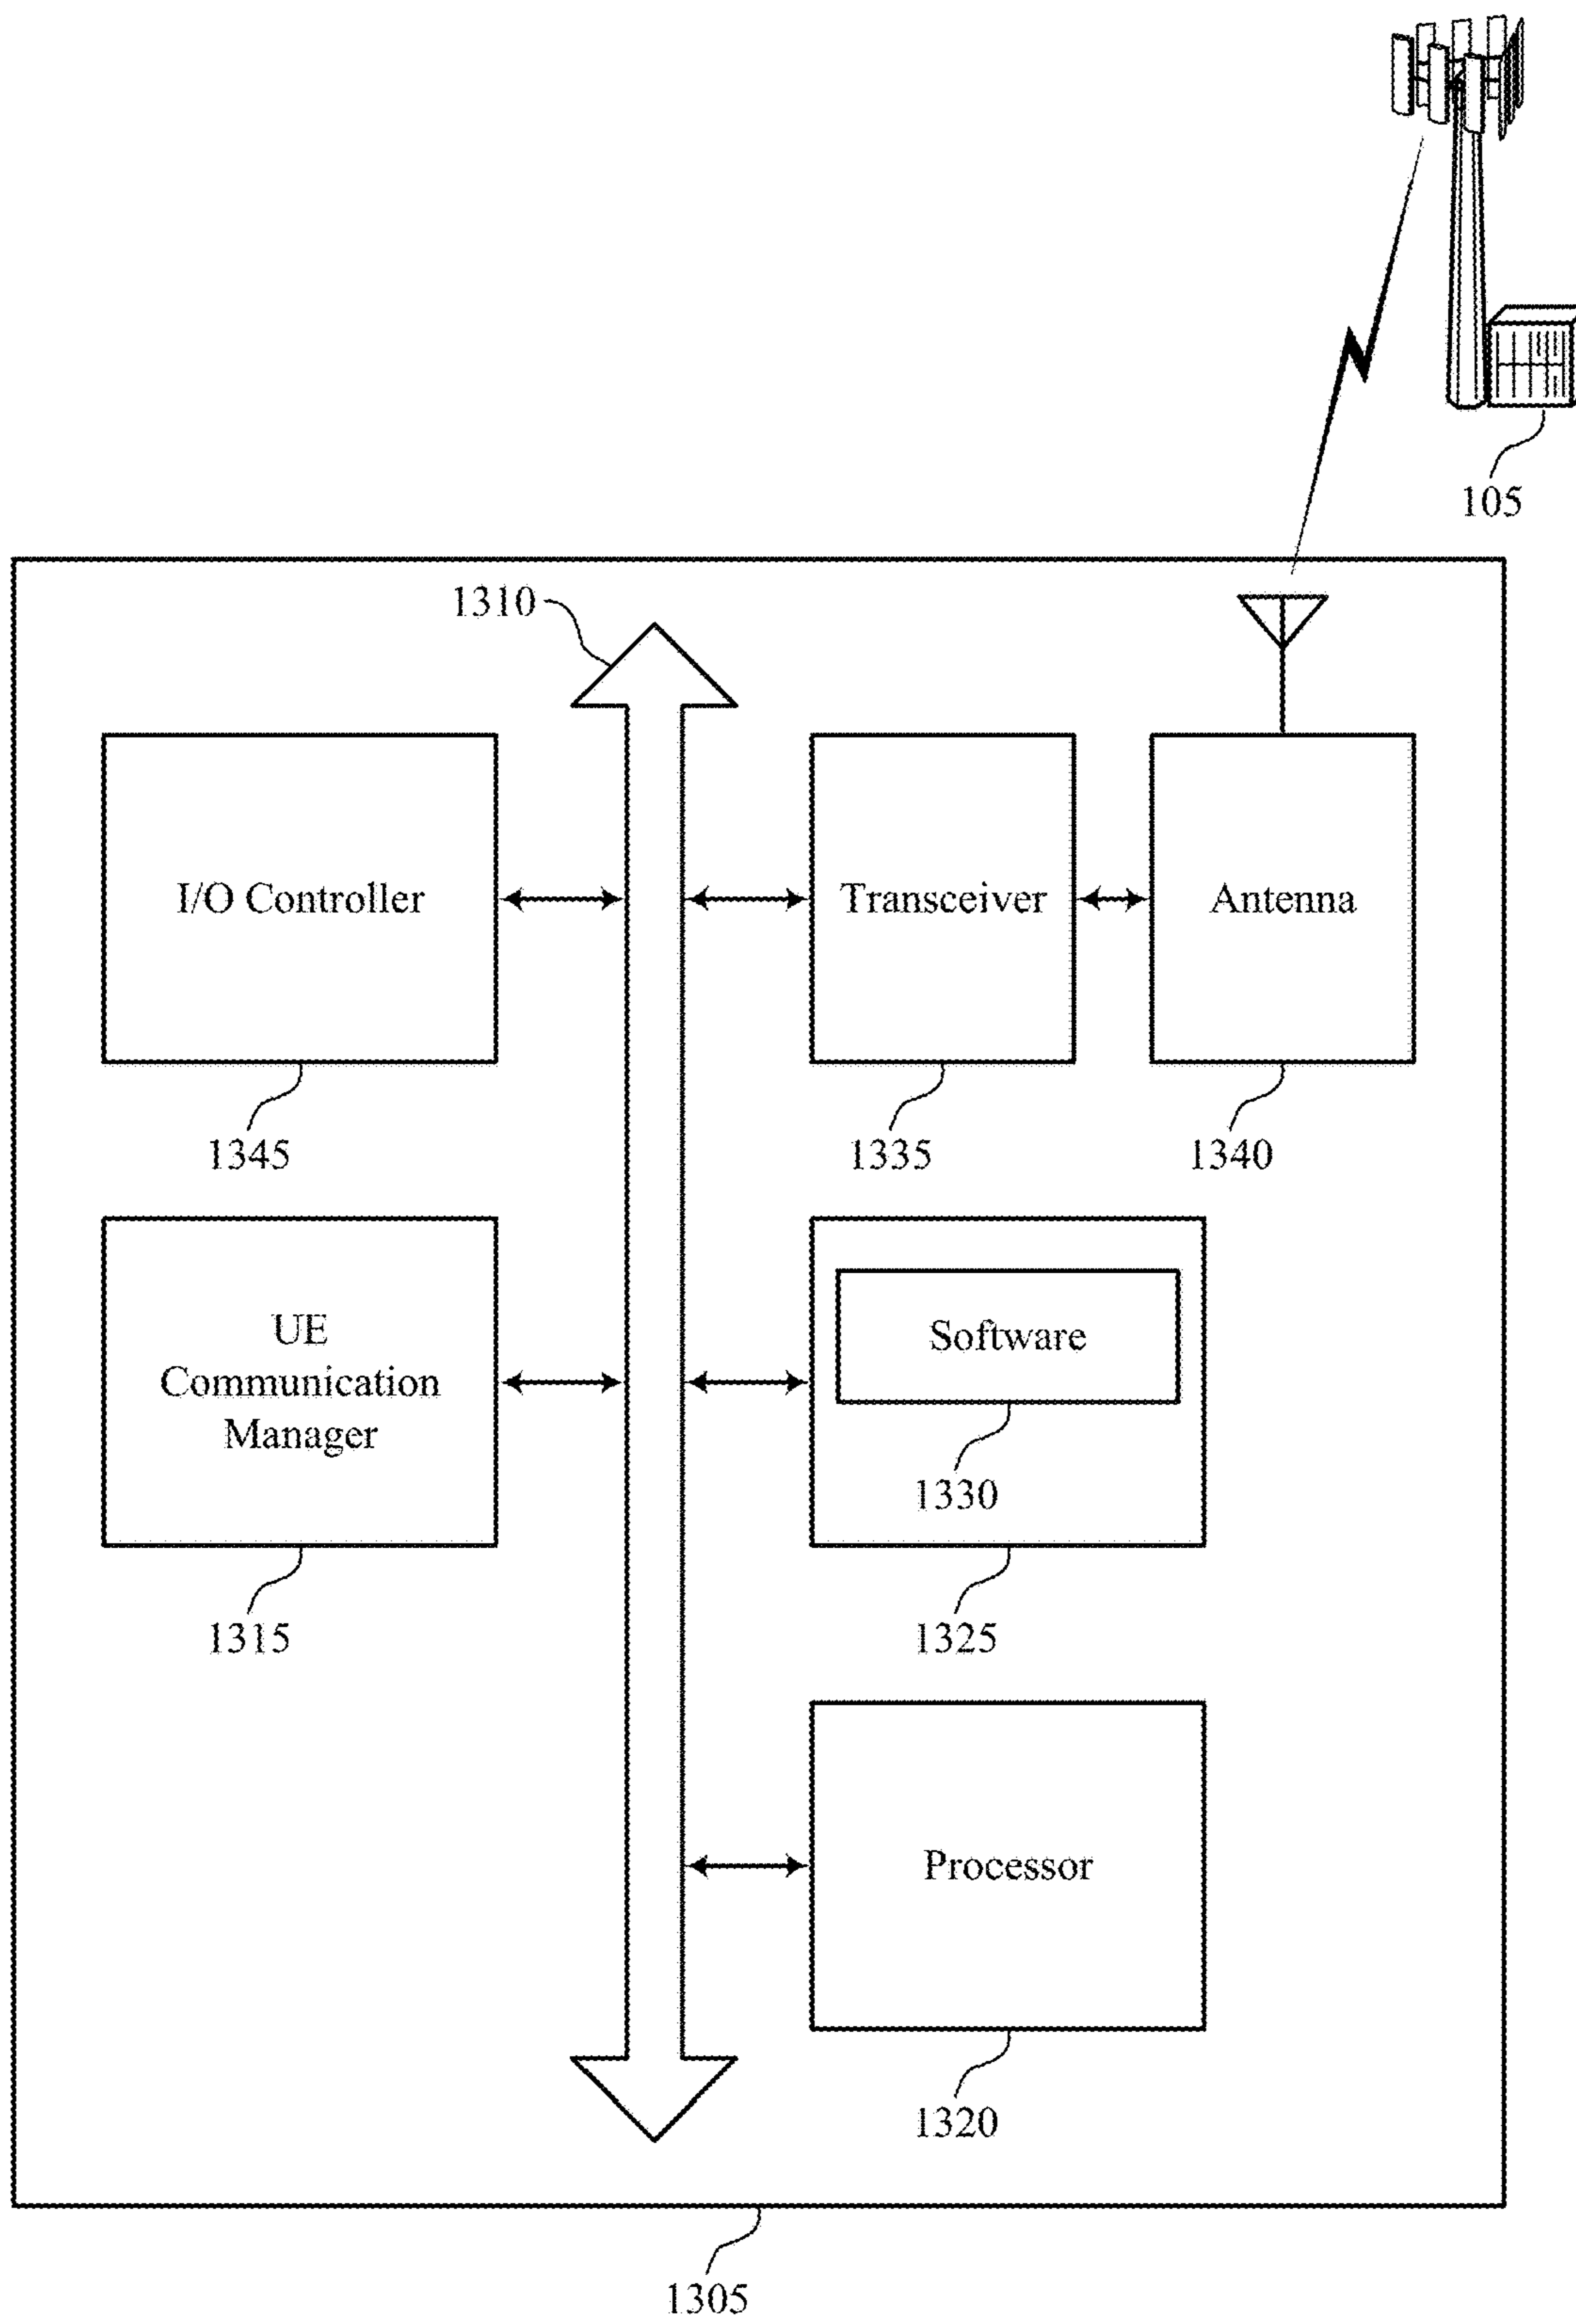 105
1310
I/O Controller
Transceiver
Antenna
1345
1335
1340
UE
Communication
Manager
Software
1330
1315
1325
Processor
1320
1305